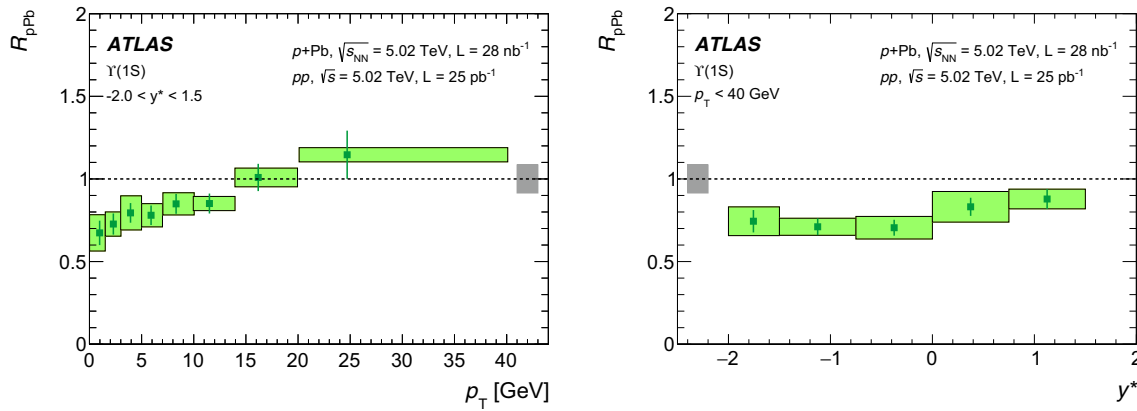 R_pPb
2
1.5
1
0.5
0
ATLAS
ϒ(1S)
-2.0 < y* < 1.5
p+Pb, √s_NN = 5.02 TeV, L = 28 nb⁻¹
pp, √s = 5.02 TeV, L = 25 pb⁻¹
0 5 10 15 20 25 30 35 40
p_T [GeV]
R_pPb
2
1.5
1
0.5
0
ATLAS
ϒ(1S)
p_T < 40 GeV
p+Pb, √s_NN = 5.02 TeV, L = 28 nb⁻¹
pp, √s = 5.02 TeV, L = 25 pb⁻¹
−2 −1 0 1 2
y*